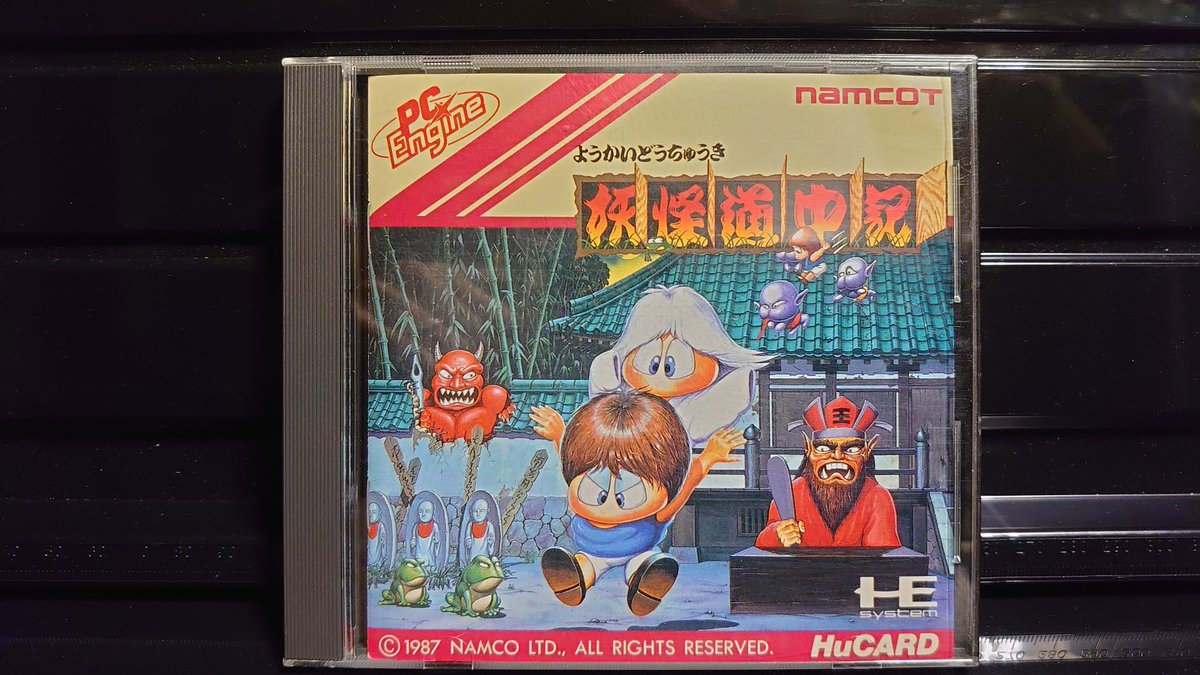 PC Engine
namcot
ようかいどうちゅうき
妖怪道中記
王
HE system
© 1987 NAMCO LTD., ALL RIGHTS RESERVED.
HuCARD